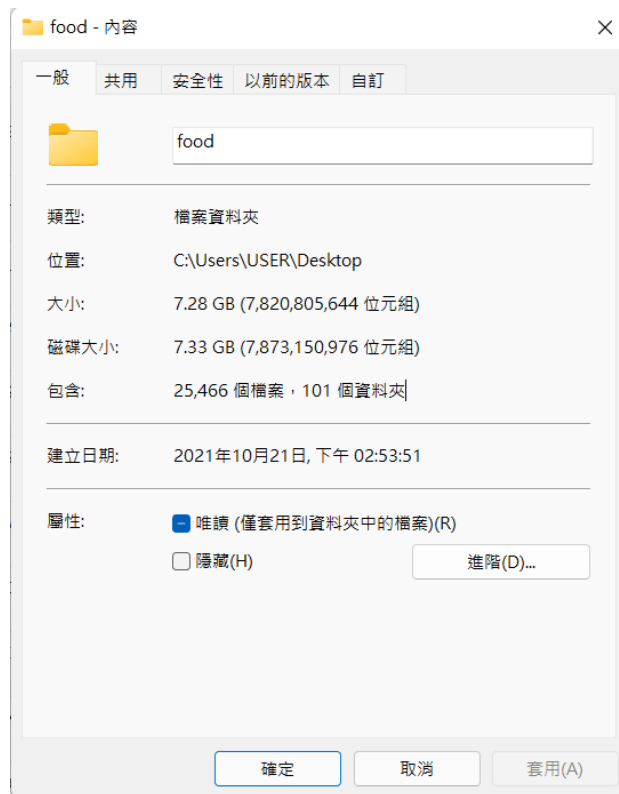 food - 內容
一般 共用 安全性 以前的版本 自訂
food
類型: 檔案資料夾
位置: C:\Users\USER\Desktop
大小: 7.28 GB (7,820,805,644 位元組)
磁碟大小: 7.33 GB (7,873,150,976 位元組)
包含: 25,466 個檔案，101 個資料夾
建立日期: 2021年10月21日, 下午 02:53:51
屬性: 唯讀 (僅套用到資料夾中的檔案)(R)
隱藏(H) 進階(D)...
確定 取消 套用(A)